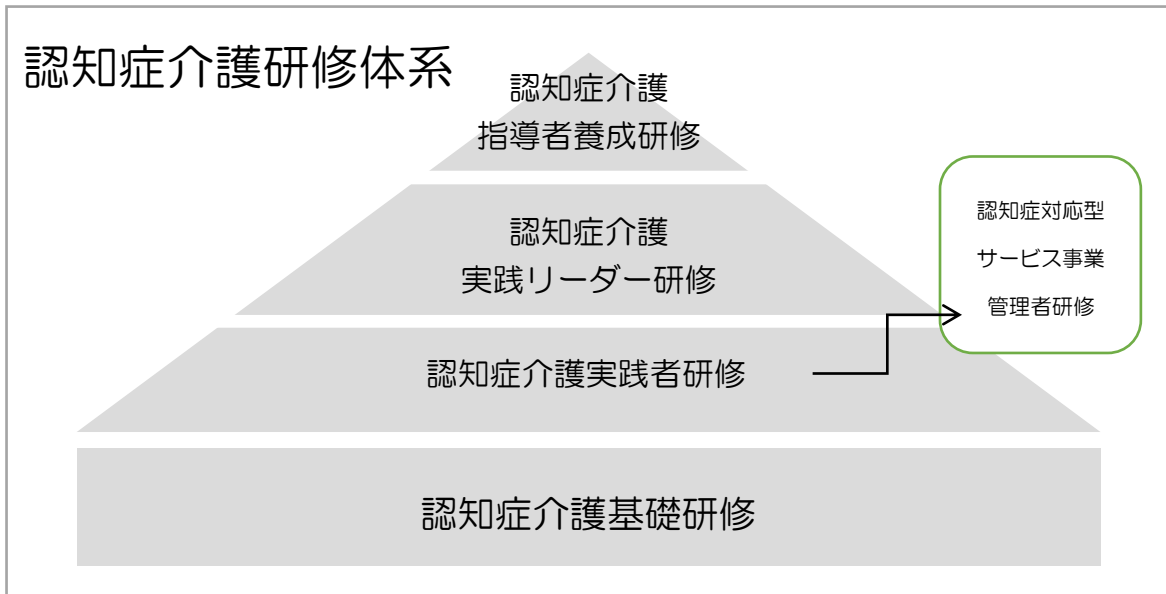 認知症介護研修体系
認知症介護
指導者養成研修
認知症介護
実践リーダー研修
認知症対応型
サービス事業
管理者研修
認知症介護実践者研修
認知症介護基礎研修